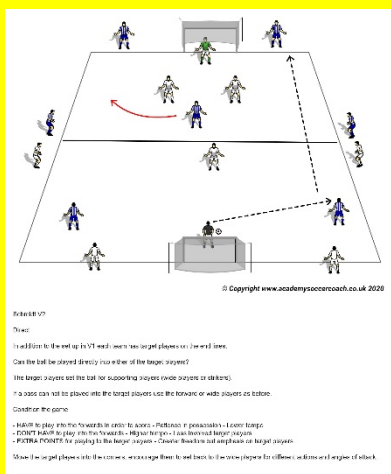 © Copyright www.academysoccercoach.co.uk 2020
Direct
In addition to the set up in V1 each team has target players on the end lines.
Can the ball be played directly into either of the target players?
The target players set the ball for supporting players (wide players or strikers).
If a pass can not be played into the target players use the forward or wide players as before.
Condition the game
- HAVE to play into the forwards in order to score - Patience in possession - Lower tempo
- DON'T HAVE to play into the forwards - Higher tempo - Less involved target players
- EXTRA POINTS for playing to the target players - Greater freedom but emphasis on target players
Move the target players into the corners, encourage them to set back to the wide players for different actions and angles of attack.